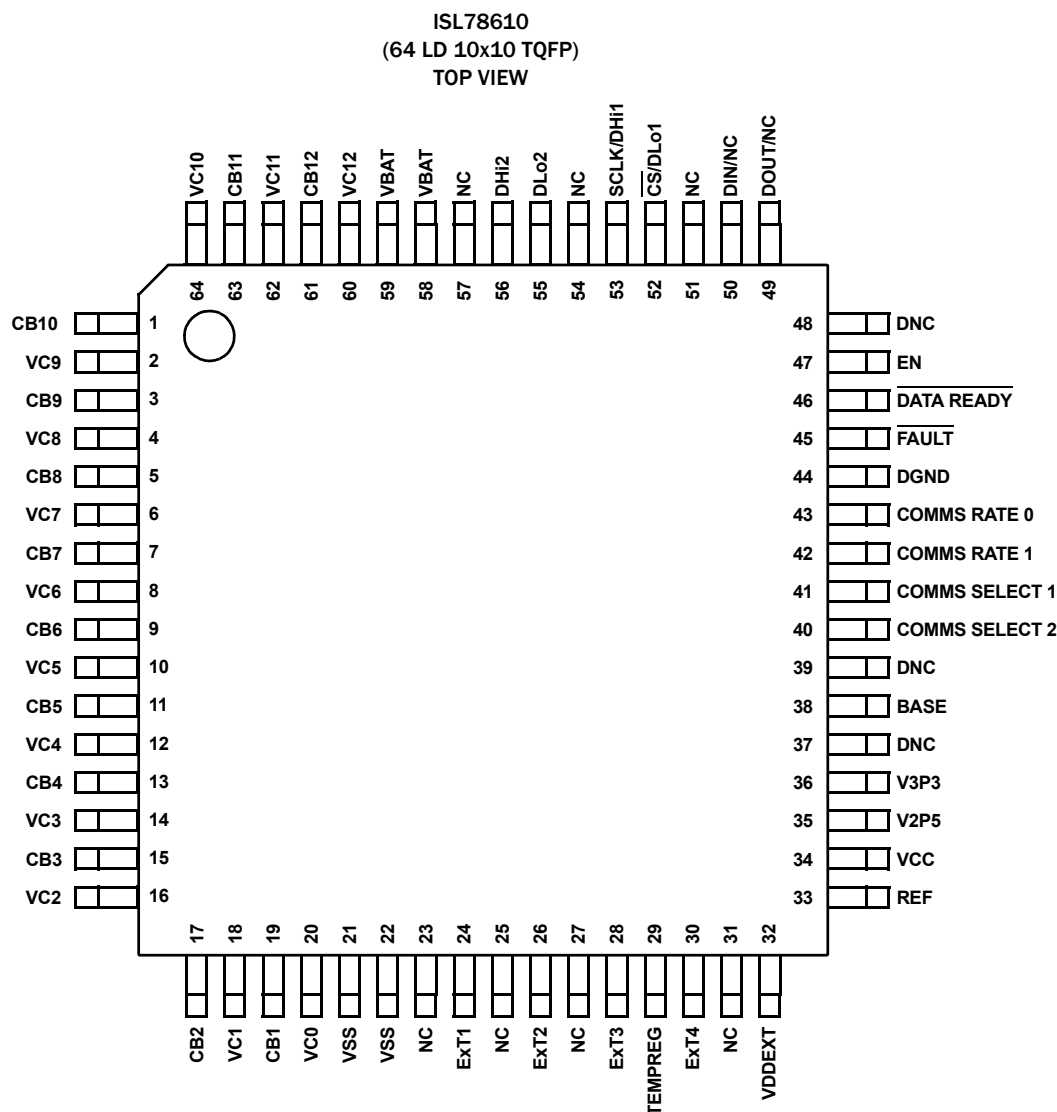 ISL78610
(64 LD 10x10 TQFP)
TOP VIEW
VC10
CB11
VC11
CB12
VC12
VBAT
VBAT
NC
DHi2
DLo2
NC
SCLK/DHi1
CS/DLo1
NC
DIN/NC
DOUT/NC
64
63
62
61
60
59
58
57
56
55
54
53
52
51
50
49
CB10 1
VC9 2
CB9 3
VC8 4
CB8 5
VC7 6
CB7 7
VC6 8
CB6 9
VC5 10
CB5 11
VC4 12
CB4 13
VC3 14
CB3 15
VC2 16
48 DNC
47 EN
46 DATA READY
45 FAULT
44 DGND
43 COMMS RATE 0
42 COMMS RATE 1
41 COMMS SELECT 1
40 COMMS SELECT 2
39 DNC
38 BASE
37 DNC
36 V3P3
35 V2P5
34 VCC
33 REF
17
18
19
20
21
22
23
24
25
26
27
28
29
30
31
32
CB2
VC1
CB1
VC0
VSS
VSS
NC
ExT1
NC
ExT2
NC
ExT3
TEMPREG
ExT4
NC
VDDEXT